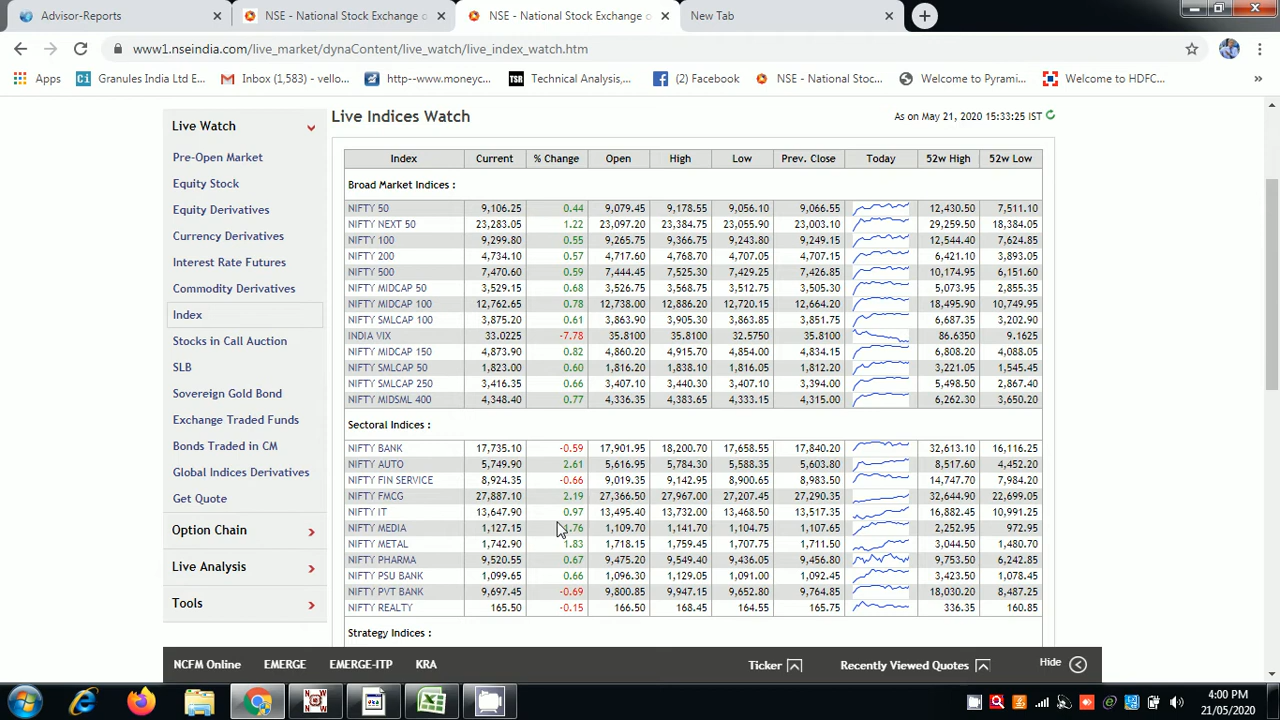 Advisor-Reports
NSE - National Stock Exchange of
NSE - National Stock Exchange of
New Tab
www1.nseindia.com/live_market/dynaContent/live_watch/live_index_watch.htm
Apps
Granules India Ltd E...
Inbox (1,583) - vello...
http--www.moneyc...
Technical Analysis,...
(2) Facebook
NSE - National Stoc...
Welcome to Pyrami...
Welcome to HDFC...
Live Watch
Pre-Open Market
Equity Stock
Equity Derivatives
Currency Derivatives
Interest Rate Futures
Commodity Derivatives
Index
Stocks in Call Auction
SLB
Sovereign Gold Bond
Exchange Traded Funds
Bonds Traded in CM
Global Indices Derivatives
Get Quote
Option Chain
Live Analysis
Tools
Live Indices Watch
As on May 21, 2020 15:33:25 IST
Index Current % Change Open High Low Prev. Close Today 52w High 52w Low
Broad Market Indices :
NIFTY 50 9,106.25 0.44 9,079.45 9,178.55 9,056.10 9,066.55 12,430.50 7,511.10
NIFTY NEXT 50 23,283.05 1.22 23,097.20 23,384.75 23,055.90 23,003.10 29,259.50 18,384.05
NIFTY 100 9,299.80 0.55 9,265.75 9,366.75 9,243.80 9,249.15 12,544.40 7,624.85
NIFTY 200 4,734.10 0.57 4,717.60 4,768.70 4,707.05 4,707.15 6,421.10 3,893.05
NIFTY 500 7,470.60 0.59 7,444.45 7,525.30 7,429.25 7,426.85 10,174.95 6,151.60
NIFTY MIDCAP 50 3,529.15 0.68 3,526.75 3,568.75 3,512.75 3,505.30 5,073.95 2,855.35
NIFTY MIDCAP 100 12,762.65 0.78 12,738.00 12,886.20 12,720.15 12,664.20 18,495.90 10,749.95
NIFTY SMLCAP 100 3,875.20 0.61 3,863.90 3,905.30 3,863.85 3,851.75 6,687.35 3,202.90
INDIA VIX 33.0225 -7.78 35.8100 35.8100 32.5750 35.8100 86.6350 9.1625
NIFTY MIDCAP 150 4,873.90 0.82 4,860.20 4,915.70 4,854.00 4,834.15 6,808.20 4,088.05
NIFTY SMLCAP 50 1,823.00 0.60 1,816.20 1,838.10 1,816.05 1,812.20 3,221.05 1,545.45
NIFTY SMLCAP 250 3,416.35 0.66 3,407.10 3,440.30 3,407.30 3,394.00 5,498.50 2,867.40
NIFTY MIDSML 400 4,348.40 0.77 4,336.35 4,383.65 4,333.15 4,315.00 6,262.30 3,650.20
Sectoral Indices :
NIFTY BANK 17,735.10 -0.59 17,901.95 18,200.70 17,658.55 17,840.20 32,613.10 16,116.25
NIFTY AUTO 5,749.90 2.61 5,616.95 5,784.30 5,588.35 5,603.80 8,517.60 4,452.20
NIFTY FIN SERVICE 8,924.35 -0.66 9,019.35 9,142.95 8,900.65 8,983.50 14,747.70 7,984.20
NIFTY FMCG 27,887.10 2.19 27,366.50 27,967.00 27,207.45 27,290.35 32,644.90 22,699.05
NIFTY IT 13,647.90 0.97 13,495.40 13,732.00 13,468.50 13,517.35 16,882.45 10,991.25
NIFTY MEDIA 1,127.15 1.76 1,109.70 1,141.70 1,104.75 1,107.65 2,252.95 972.95
NIFTY METAL 1,742.90 1.83 1,718.15 1,759.45 1,707.75 1,711.50 3,044.50 1,480.70
NIFTY PHARMA 9,520.55 0.67 9,475.20 9,549.40 9,436.05 9,456.80 9,753.50 6,242.85
NIFTY PSU BANK 1,099.65 0.66 1,096.30 1,129.05 1,091.00 1,092.45 3,423.50 1,078.45
NIFTY PVT BANK 9,697.45 -0.69 9,800.85 9,947.15 9,652.80 9,764.85 18,030.20 8,487.25
NIFTY REALTY 165.50 -0.15 166.50 168.45 164.55 165.75 336.35 160.85
Strategy Indices :
NCFM Online EMERGE EMERGE-ITP KRA Ticker Recently Viewed Quotes Hide
4:00 PM
21/05/2020